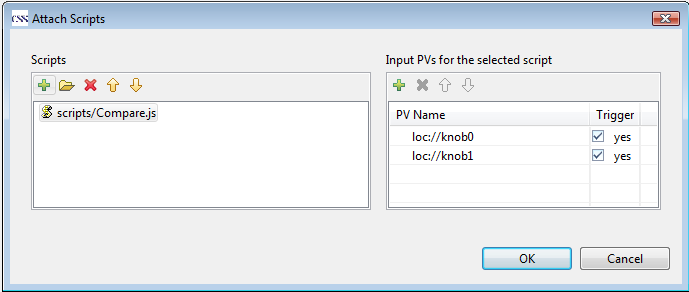 CSS Attach Scripts
Scripts
Input PVs for the selected script
scripts/Compare.js
PV Name Trigger
loc://knob0 yes
loc://knob1 yes
OK Cancel